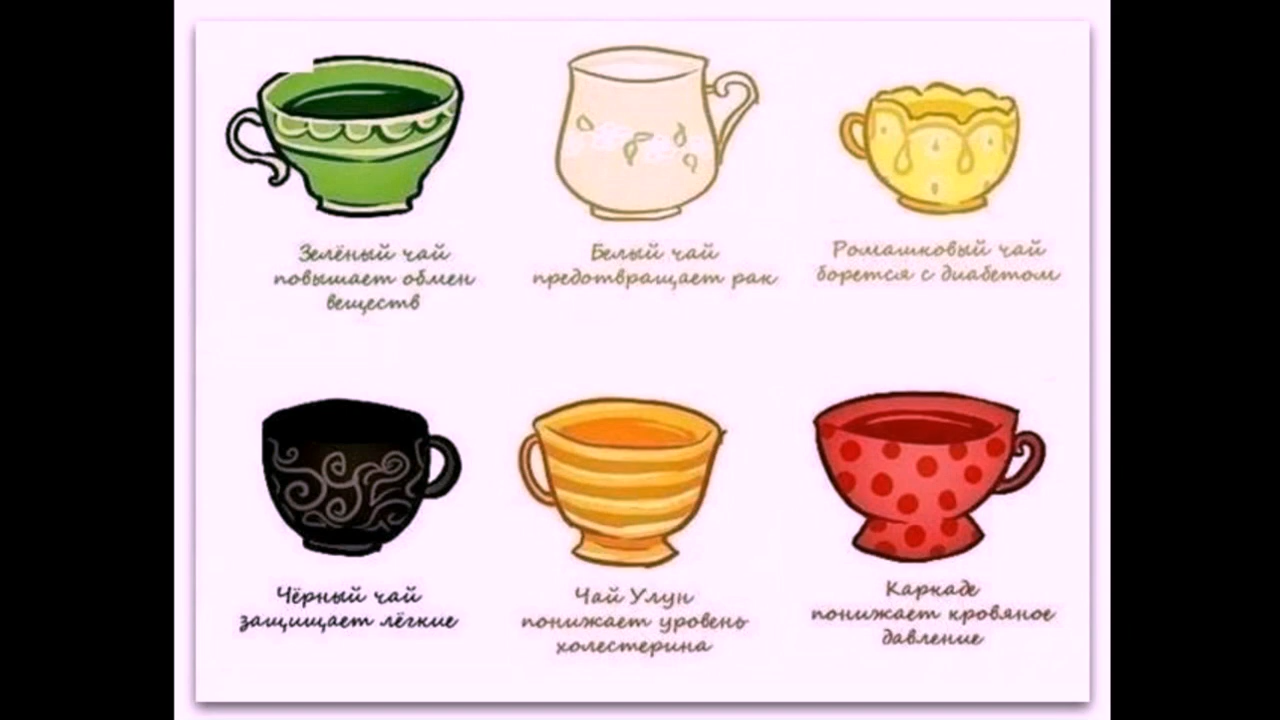 Зелёный чай
повышает обмен
веществ
Белый чай
предотвращает рак
Ромашковый чай
борется с диабетом
Чёрный чай
защищает лёгкие
Чай Улун
понижает уровень
холестерина
Каркаде
понижает кровяное
давление